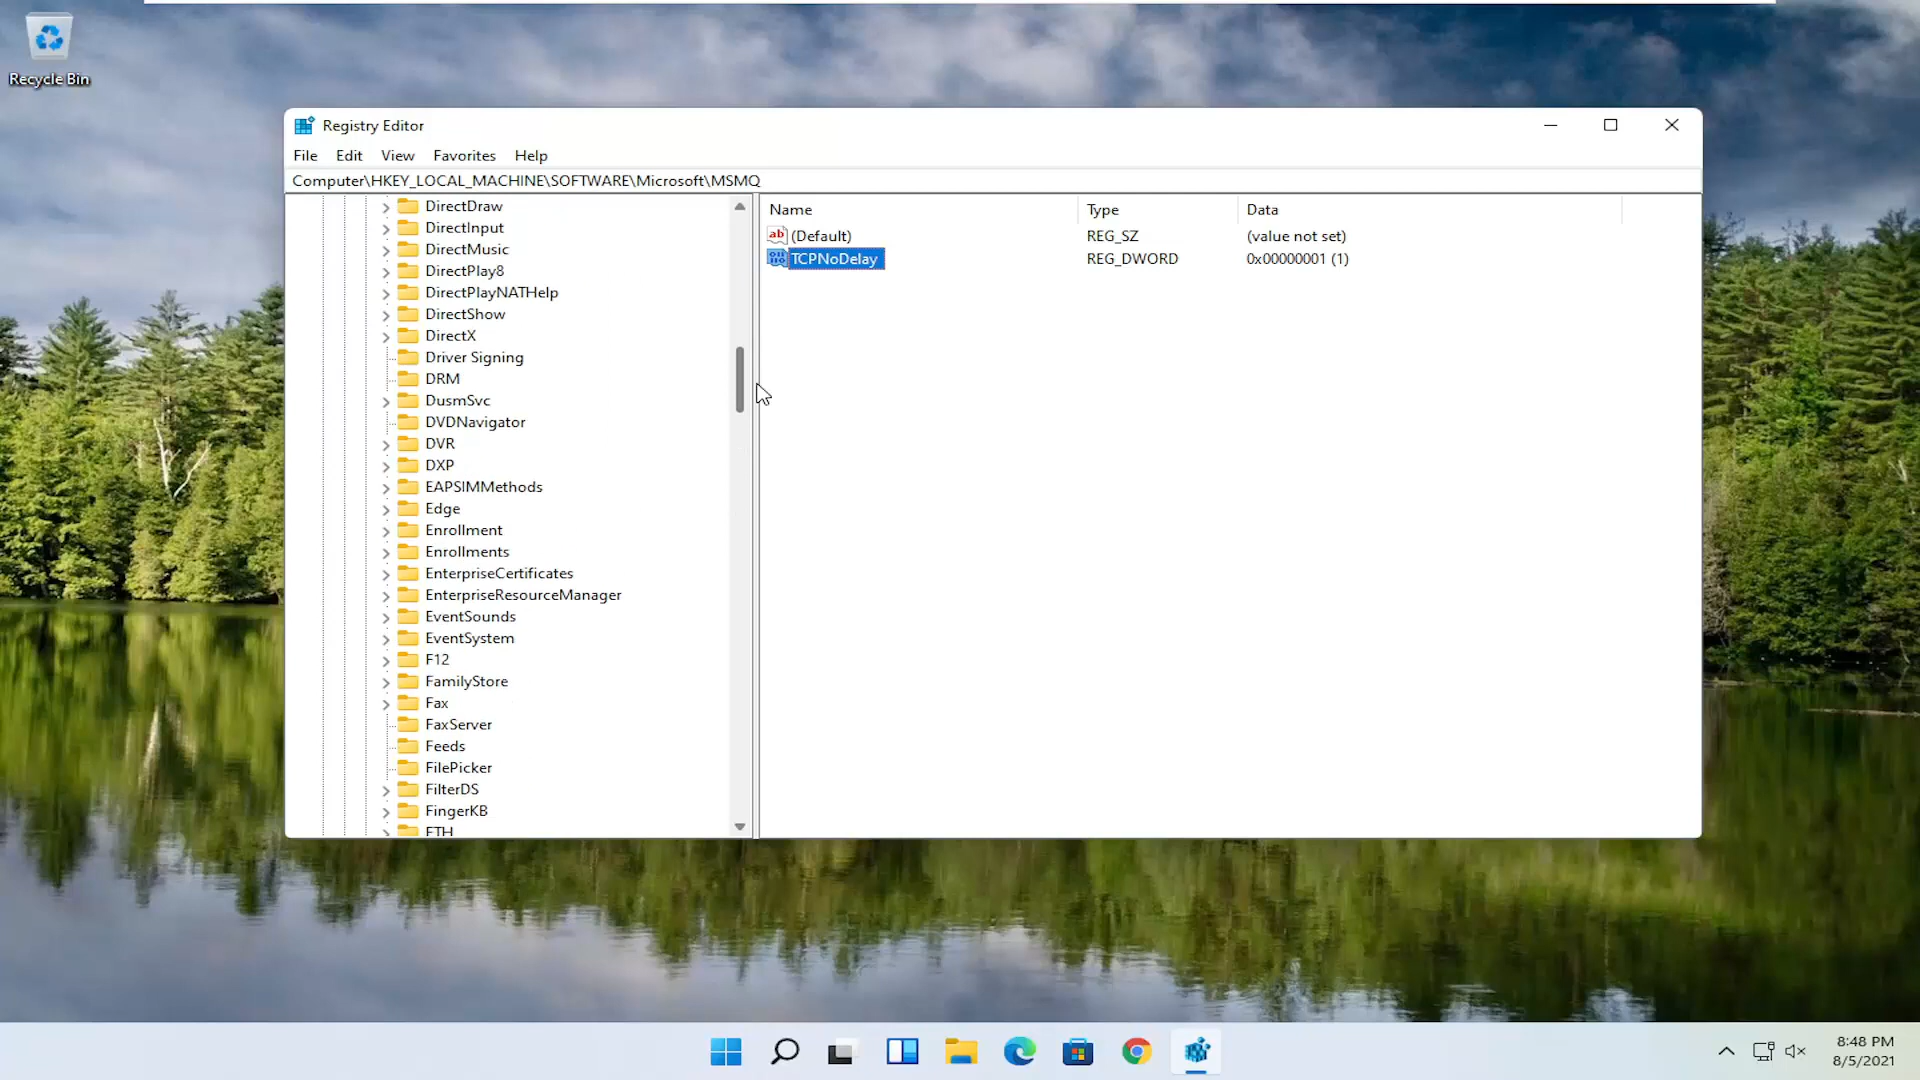 Recycle Bin
Registry Editor
File Edit View Favorites Help
Computer\HKEY_LOCAL_MACHINE\SOFTWARE\Microsoft\MSMQ
DirectDraw
DirectInput
DirectMusic
DirectPlay8
DirectPlayNATHelp
DirectShow
DirectX
Driver Signing
DRM
DusmSvc
DVDNavigator
DVR
DXP
EAPSIMMethods
Edge
Enrollment
Enrollments
EnterpriseCertificates
EnterpriseResourceManager
EventSounds
EventSystem
F12
FamilyStore
Fax
FaxServer
Feeds
FilePicker
FilterDS
FingerKB
FTH
Name Type Data
(Default) REG_SZ (value not set)
TCPNoDelay REG_DWORD 0x00000001 (1)
8:48 PM
8/5/2021